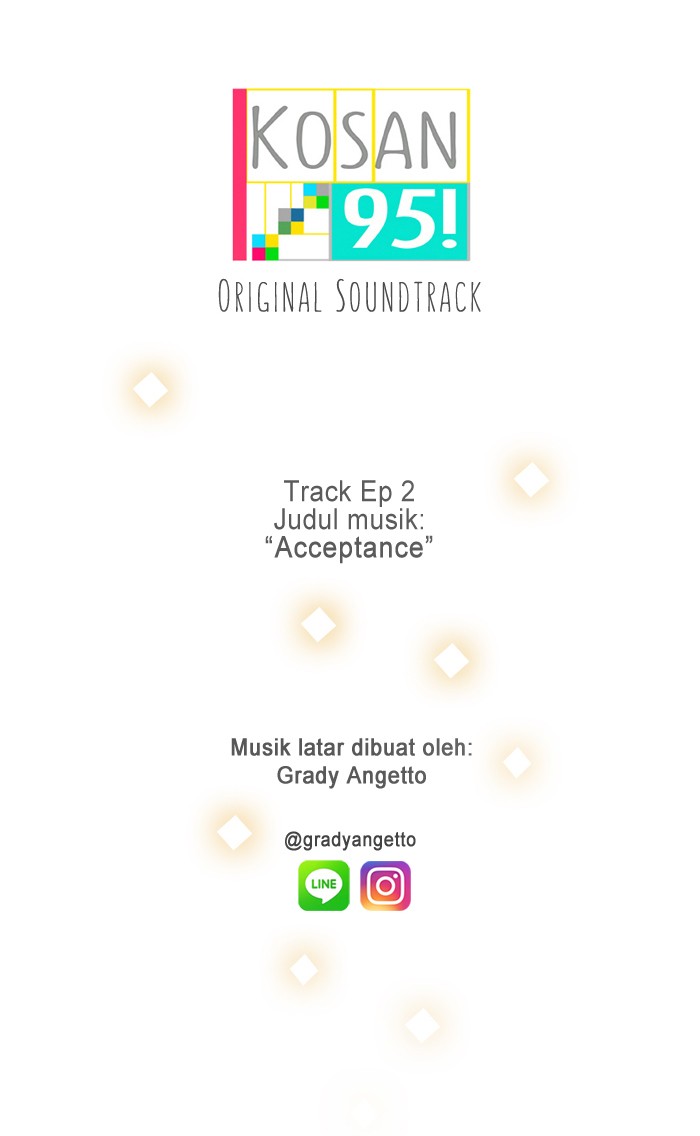 KOSAN
95!
ORIGINAL SOUNDTRACK
Track Ep 2
Judul musik:
“Acceptance”
Musik latar dibuat oleh:
Grady Angetto
@gradyangetto
LINE